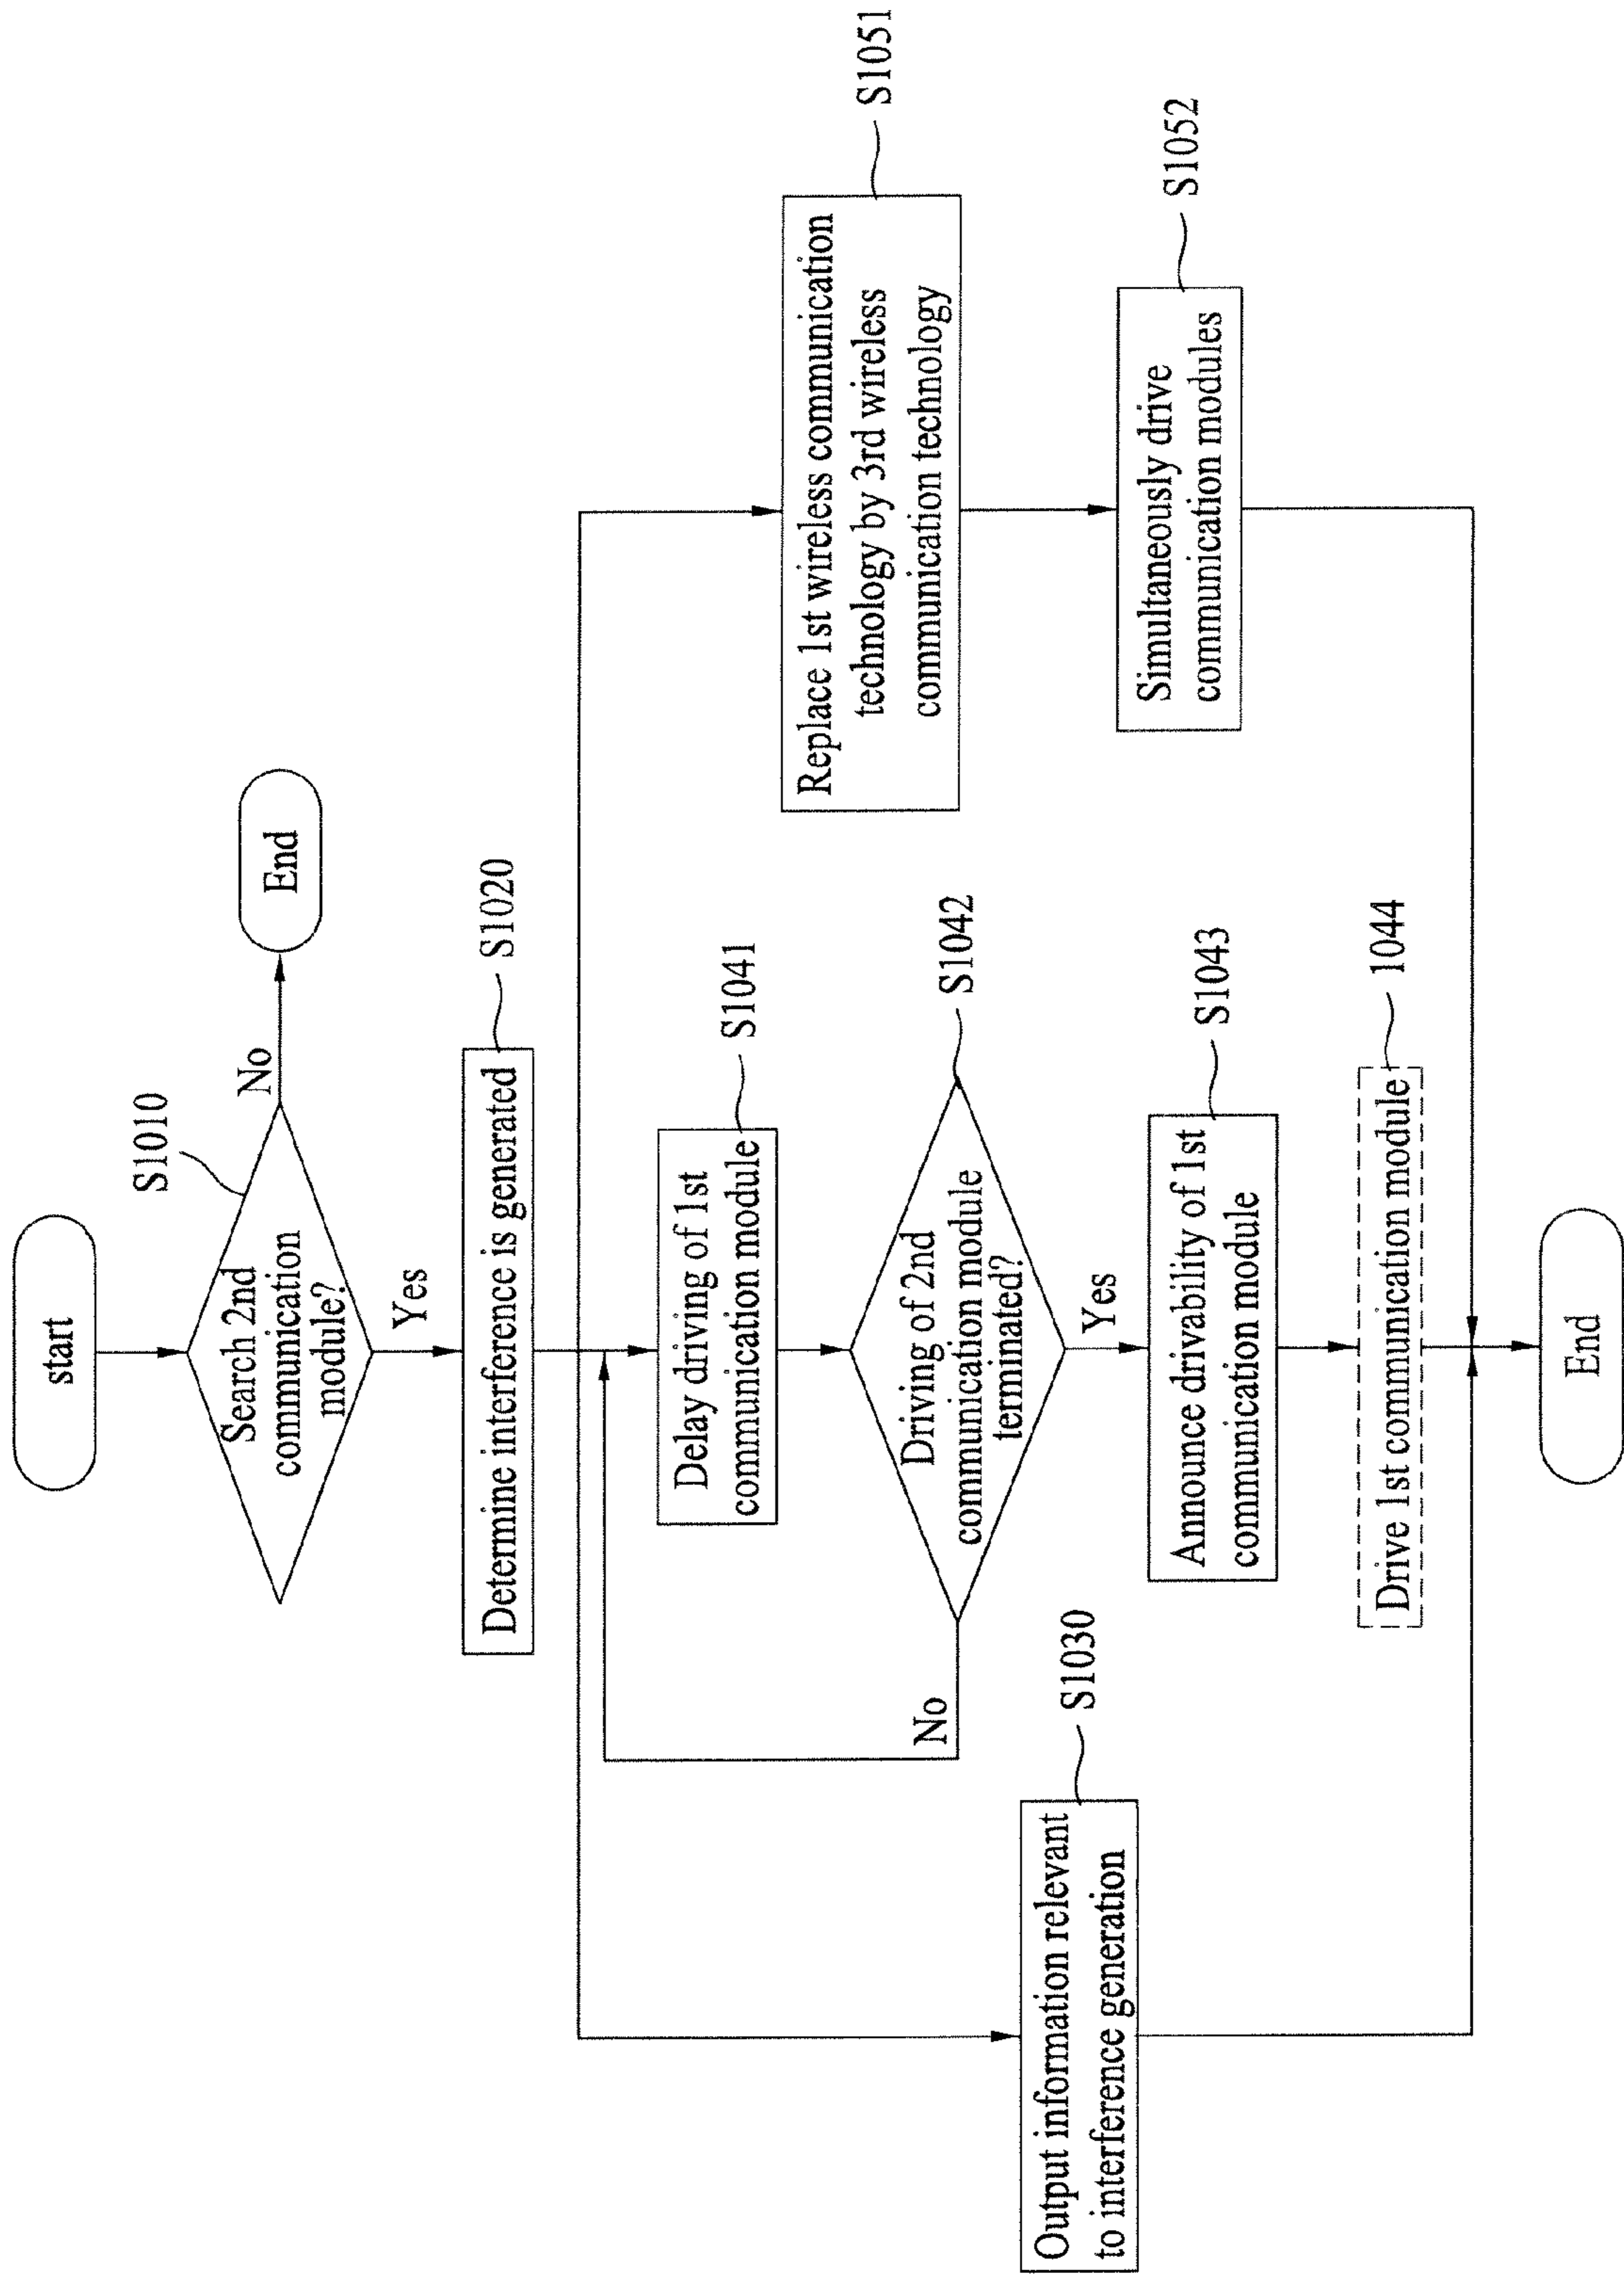 start
S1010
Search 2nd
communication
module?
No
End
Yes
Determine interference is generated
S1020
Delay driving of 1st
communication module
S1041
Replace 1st wireless communication
technology by 3rd wireless
communication technology
S1051
Driving of 2nd
communication module
terminated?
S1042
No
Yes
Output information relevant
to interference generation
S1030
Announce drivability of 1st
communication module
S1043
Simultaneously drive
communication modules
S1052
Drive 1st communication module
1044
End